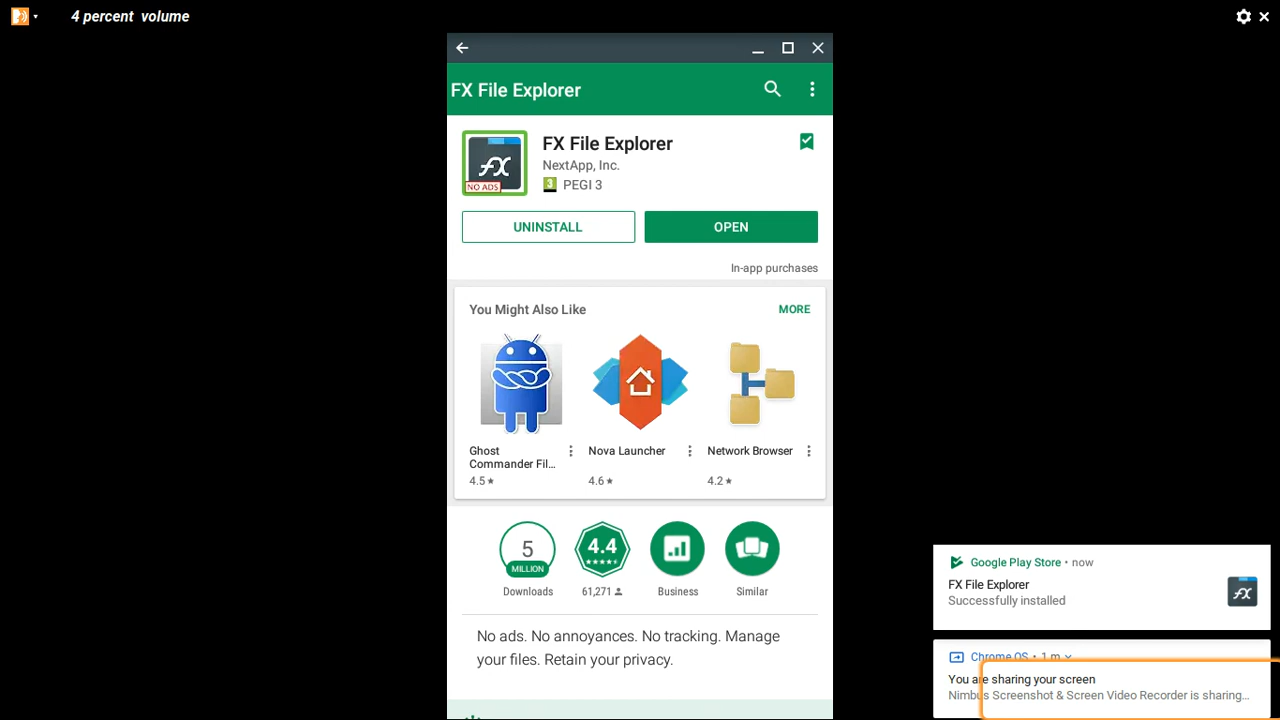 4 percent volume
FX File Explorer
FX
NO ADS
FX File Explorer
NextApp, Inc.
3 PEGI 3
UNINSTALL
OPEN
In-app purchases
You Might Also Like
MORE
Ghost
Commander Fil...
4.5★
Nova Launcher
4.6★
Network Browser
4.2★
5
MILLION
Downloads
4.4
61,271
Business
Similar
No ads. No annoyances. No tracking. Manage
your files. Retain your privacy.
Google Play Store • now
FX File Explorer
Successfully installed
FX
Chrome OS • 1 m
You are sharing your screen
Nimbus Screenshot & Screen Video Recorder is sharing...